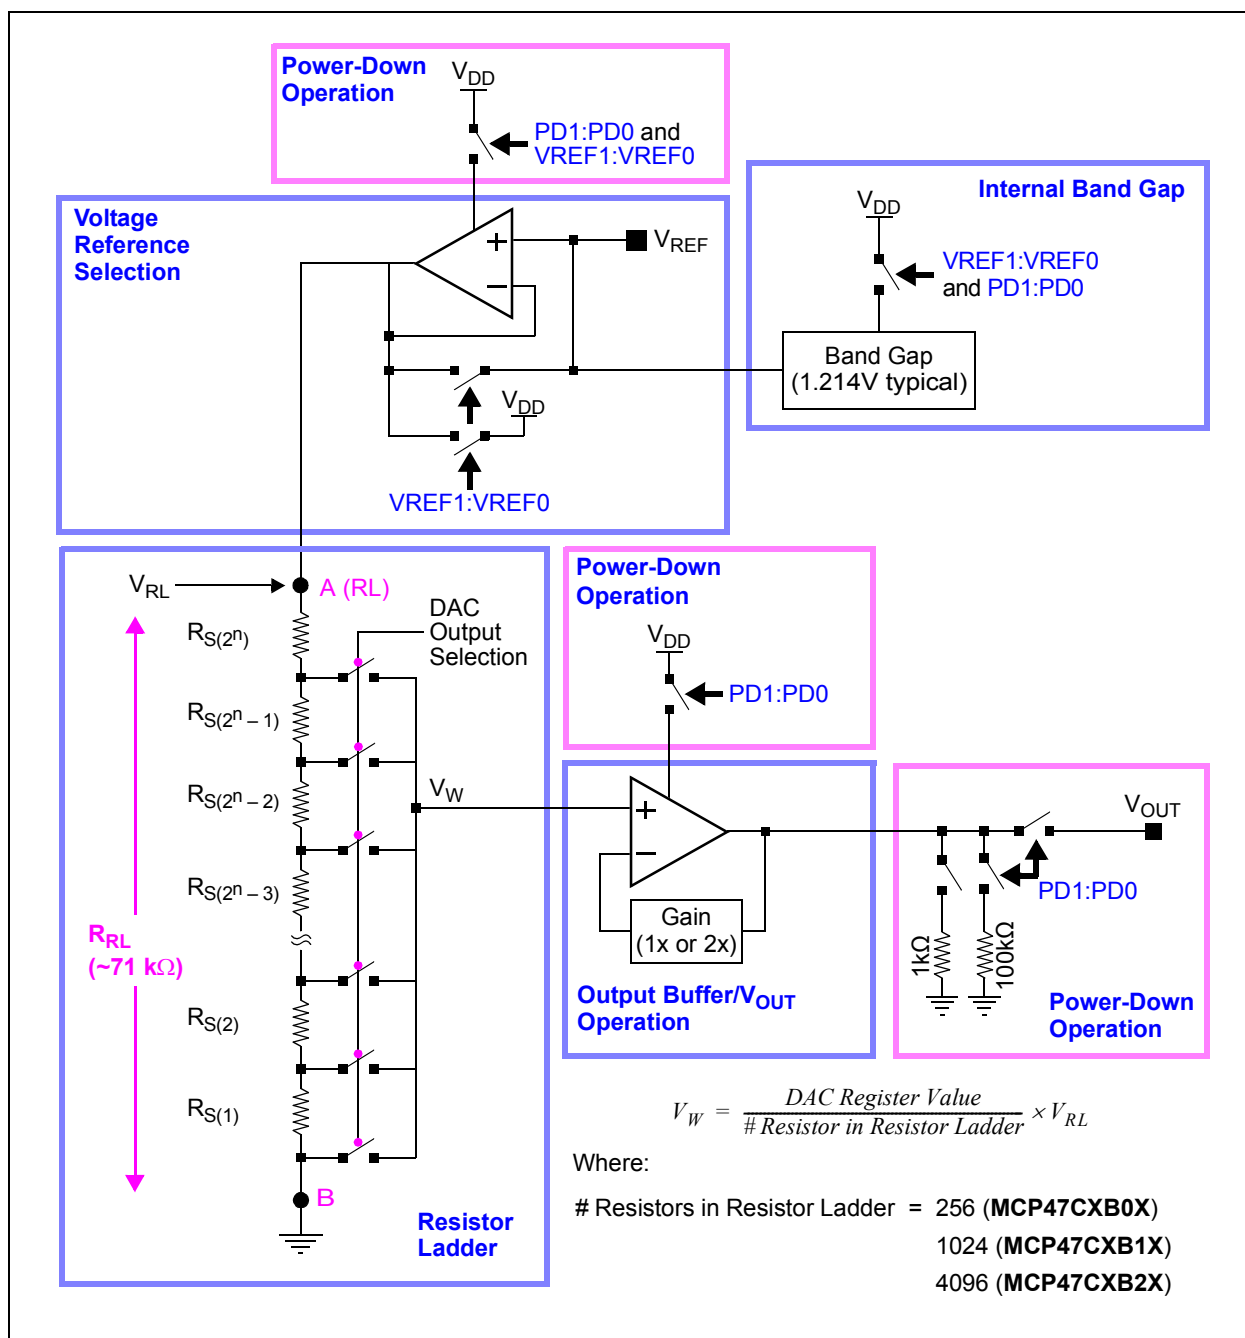 Power-Down
Operation
VDD
PD1:PD0 and
VREF1:VREF0
Internal Band Gap
VDD
VREF1:VREF0
and PD1:PD0
Band Gap
(1.214V typical)
Voltage
Reference
Selection
+
−
VREF
VDD
VREF1:VREF0
VRL
A (RL)
DAC
Output
Selection
RS(2^n)
RS(2^n – 1)
RS(2^n – 2)
RS(2^n – 3)
RRL
(~71 kΩ)
RS(2)
RS(1)
VW
B
Resistor
Ladder
Power-Down
Operation
VDD
PD1:PD0
+
−
Gain
(1x or 2x)
Output Buffer/VOUT
Operation
VOUT
PD1:PD0
1kΩ
100kΩ
Power-Down
Operation
VW = DAC Register Value / # Resistor in Resistor Ladder × VRL
Where:
# Resistors in Resistor Ladder = 256 (MCP47CXB0X)
1024 (MCP47CXB1X)
4096 (MCP47CXB2X)